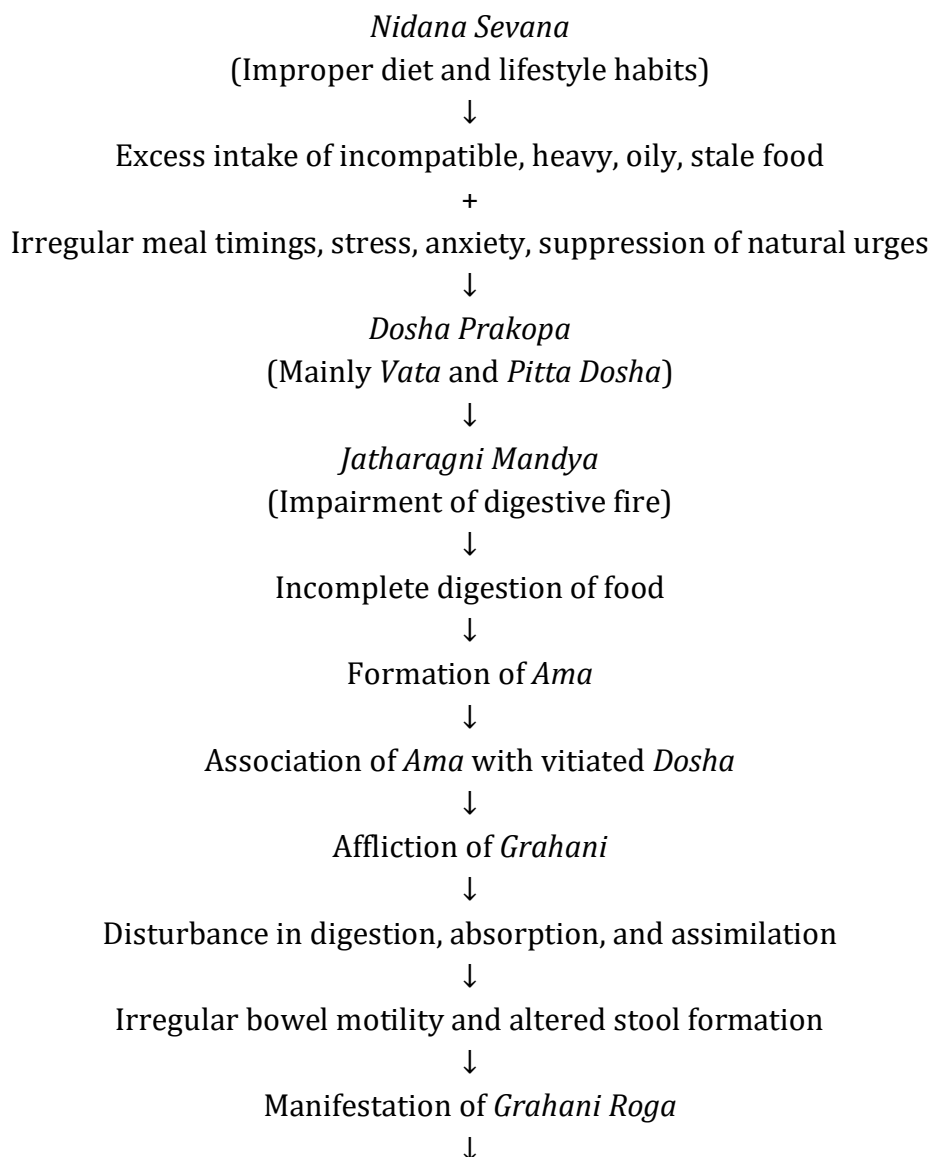 Nidana Sevana
(Improper diet and lifestyle habits)
↓
Excess intake of incompatible, heavy, oily, stale food
+
Irregular meal timings, stress, anxiety, suppression of natural urges
↓
Dosha Prakopa
(Mainly Vata and Pitta Dosha)
↓
Jatharagni Mandya
(Impairment of digestive fire)
↓
Incomplete digestion of food
↓
Formation of Ama
↓
Association of Ama with vitiated Dosha
↓
Affliction of Grahani
↓
Disturbance in digestion, absorption, and assimilation
↓
Irregular bowel motility and altered stool formation
↓
Manifestation of Grahani Roga
↓